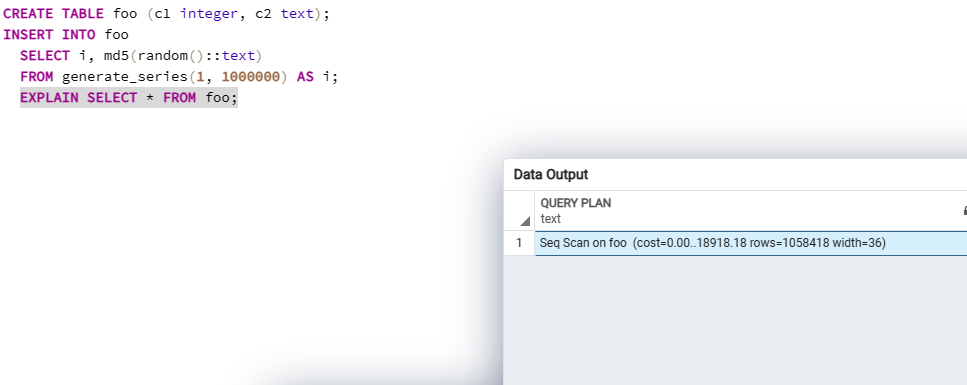 CREATE TABLE foo (c1 integer, c2 text);
INSERT INTO foo
SELECT i, md5(random()::text)
FROM generate_series(1, 1000000) AS i;
EXPLAIN SELECT * FROM foo;
Data Output
QUERY PLAN
text
1 Seq Scan on foo (cost=0.00..18918.18 rows=1058418 width=36)